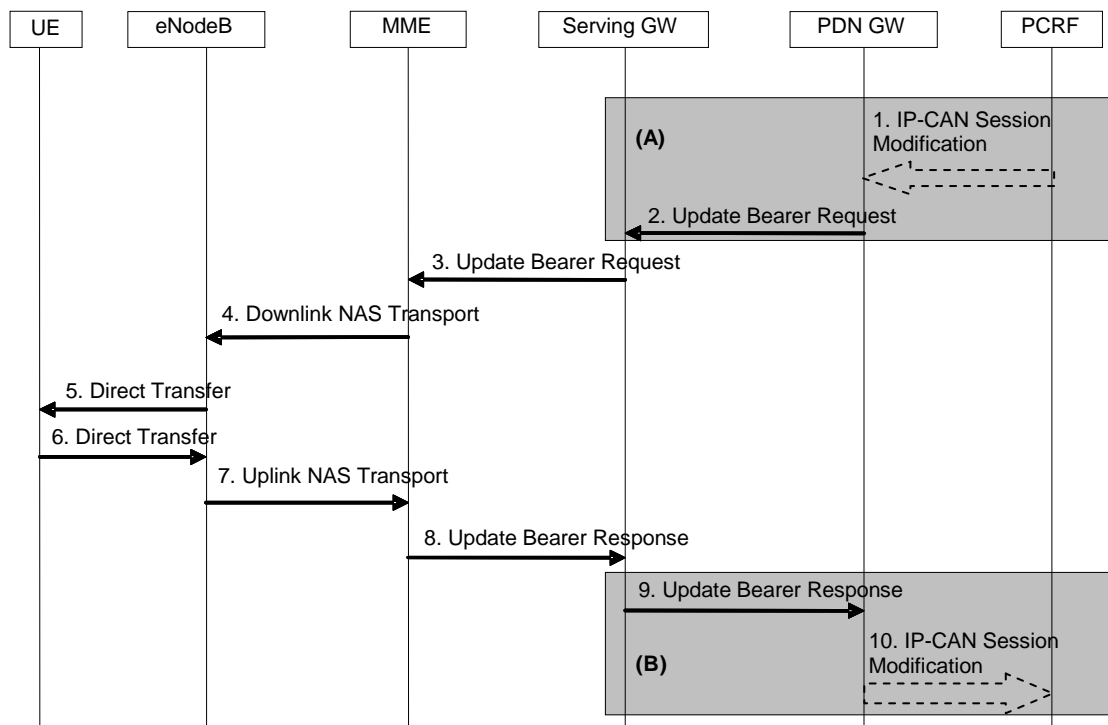 UE eNodeB MME Serving GW PDN GW PCRF
(A)
1. IP-CAN Session
Modification
2. Update Bearer Request
3. Update Bearer Request
4. Downlink NAS Transport
5. Direct Transfer
6. Direct Transfer
7. Uplink NAS Transport
8. Update Bearer Response
9. Update Bearer Response
(B)
10. IP-CAN Session
Modification